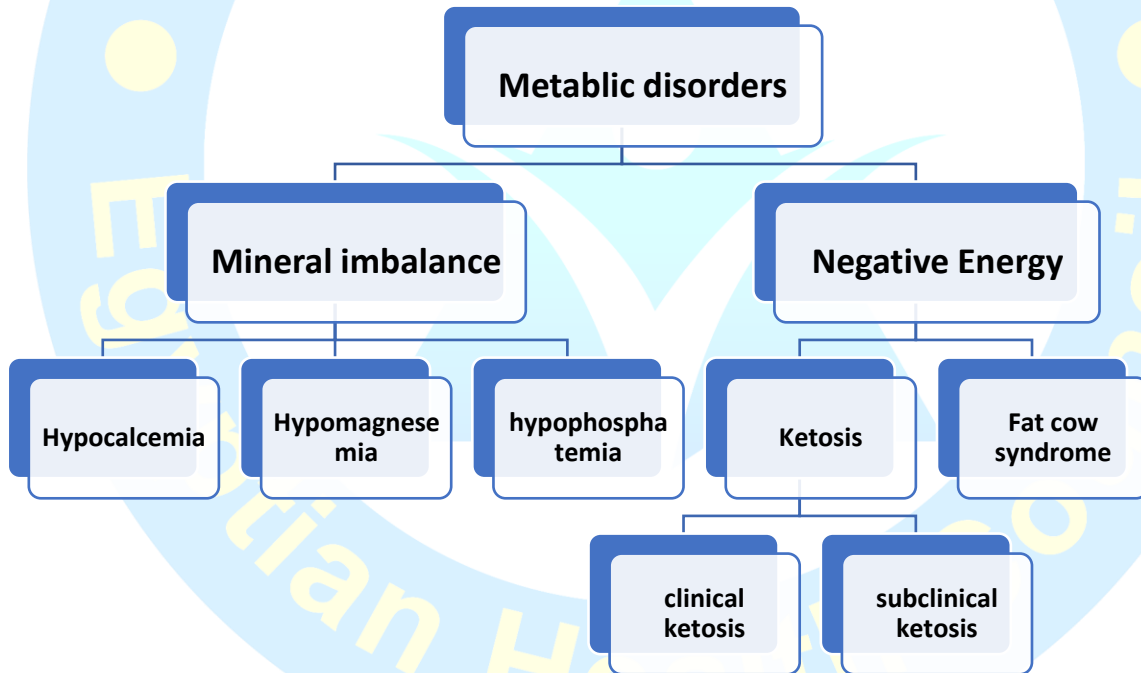 Metablic disorders
Mineral imbalance
Negative Energy
Hypocalcemia
Hypomagnese
mia
hypophospha
temia
Ketosis
Fat cow
syndrome
clinical
ketosis
subclinical
ketosis